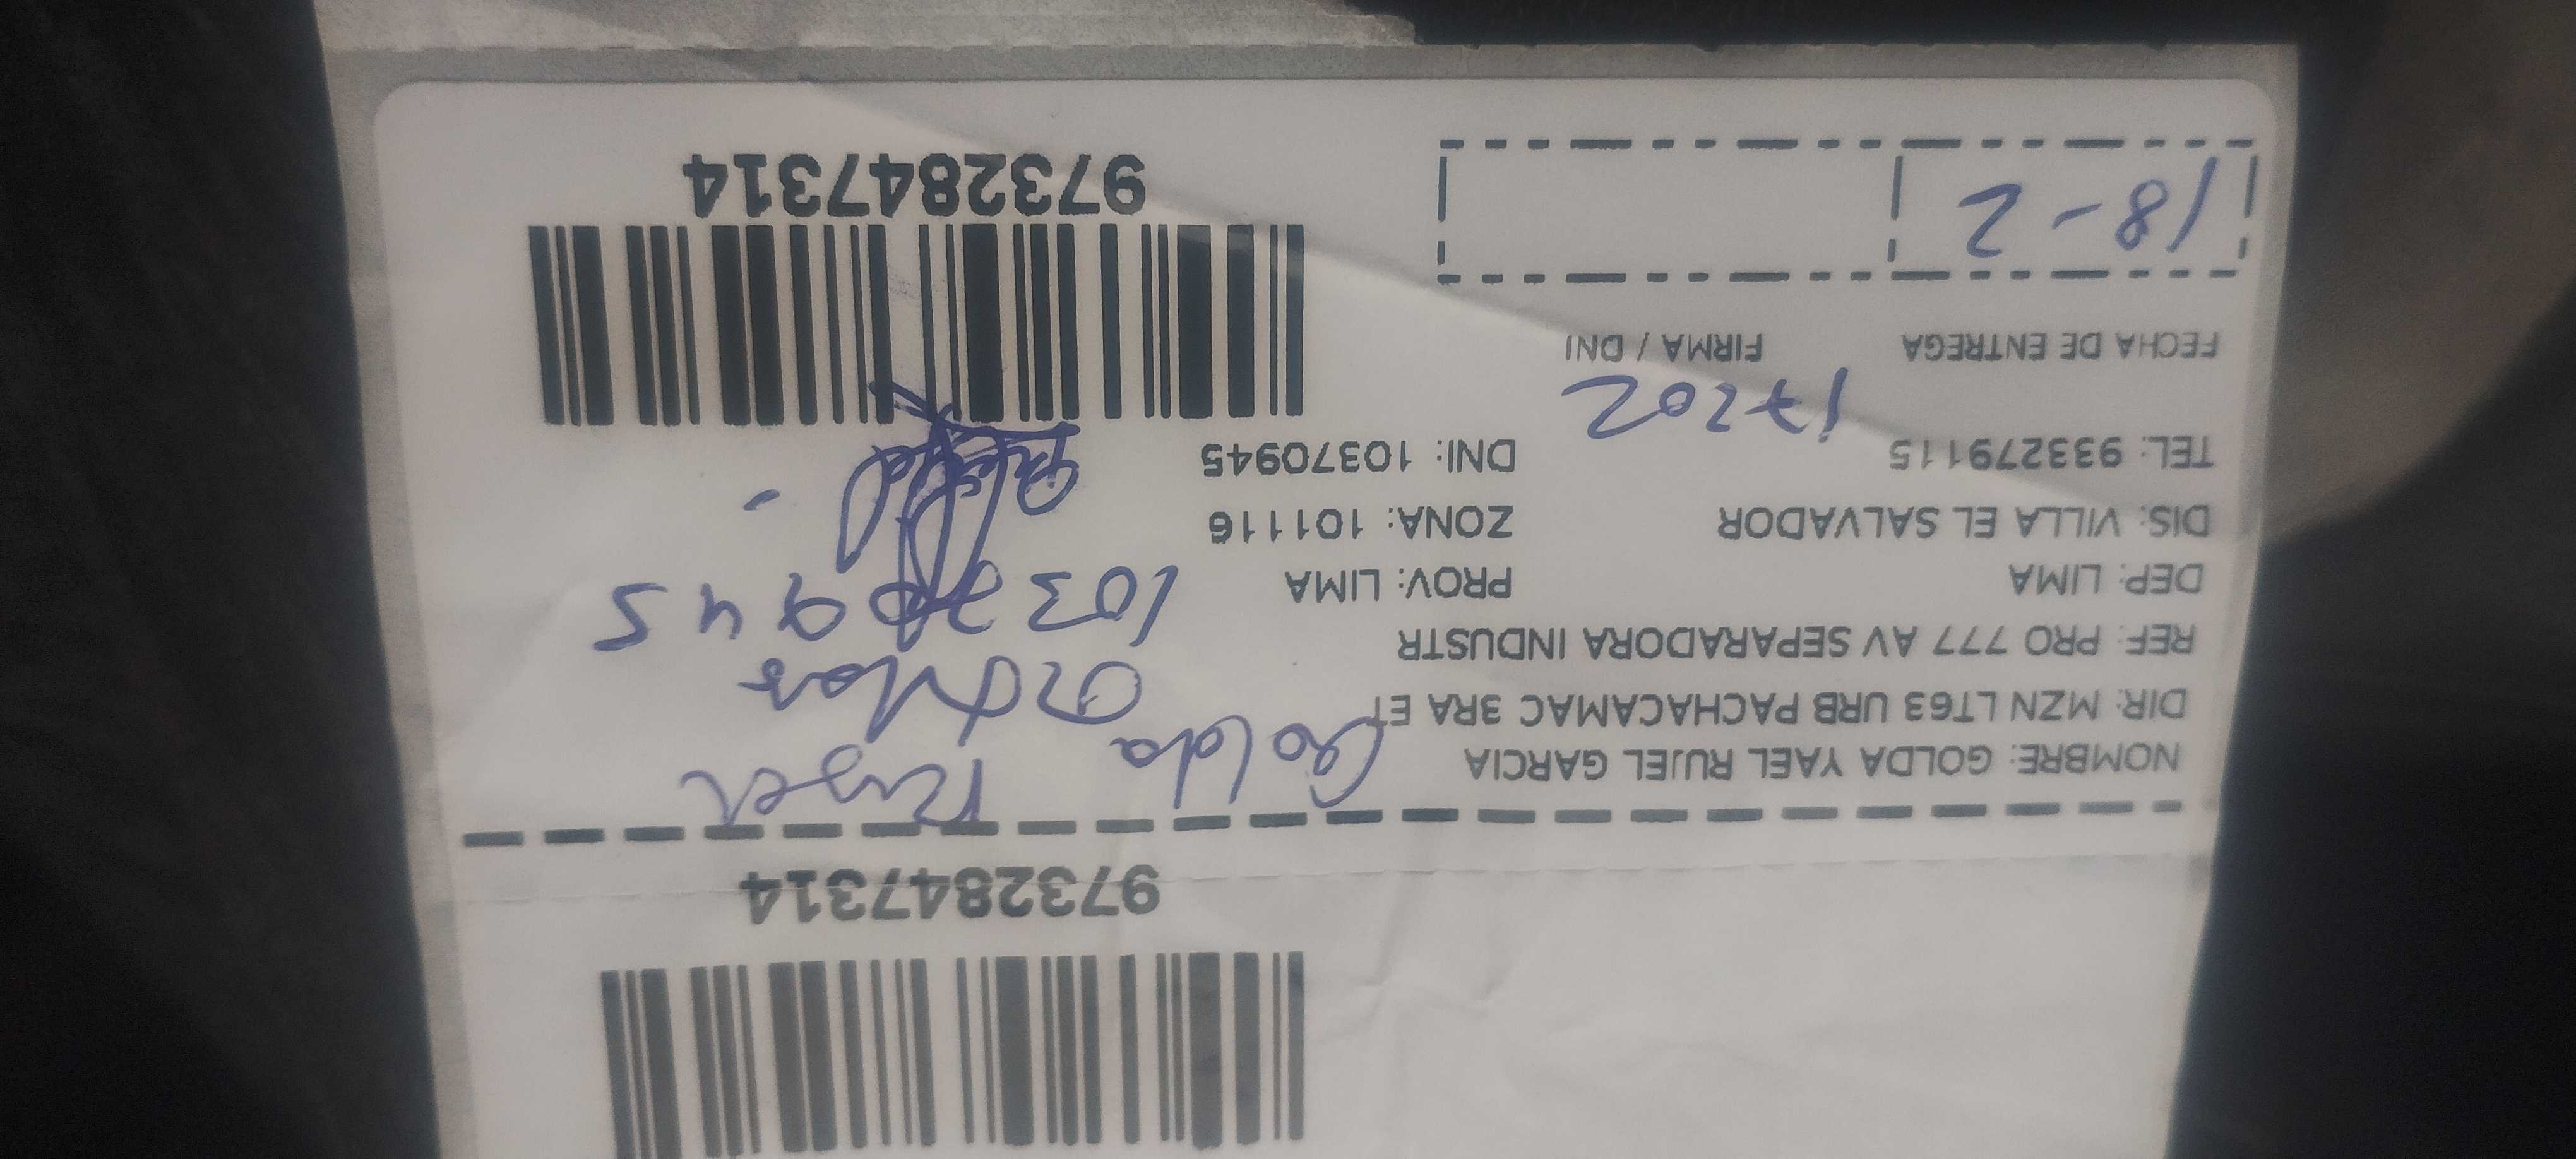 9732847314
NOMBRE: GOLDA YAEL RUJEL GARCIA
Golda Rujel
DIR: MZN LT63 URB PACHACAMAC 3RA ET
REF: PRO 777 AV SEPARADORA INDUSTR
DEP: LIMA PROV: LIMA
10370945
DIS: VILLA EL SALVADOR ZONA: 101116
TEL: 933279115 DNI: 10370945
17202
FECHA DE ENTREGA FIRMA / DNI
18-2
9732847314